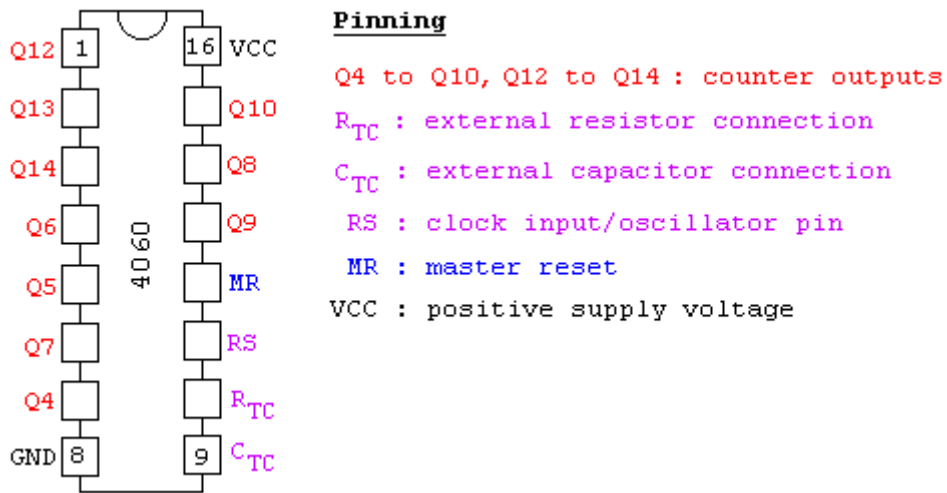 Q12 1 16 VCC
Q13 Q10
Q14 Q8
Q6 Q9
4060
Q5 MR
Q7 RS
Q4 RTC
GND 8 9 CTC
Pinning
Q4 to Q10, Q12 to Q14 : counter outputs
RTC : external resistor connection
CTC : external capacitor connection
RS : clock input/oscillator pin
MR : master reset
VCC : positive supply voltage